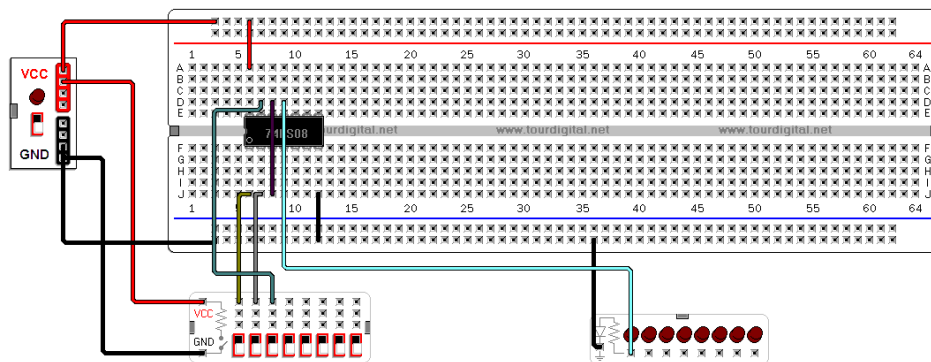 1 5 10 15 20 25 30 35 40 45 50 55 60 64
A A
B B
C C
D D
E E
VCC
GND
74LS08
tourdigital.net www.tourdigital.net www.tourdigital.net
F F
G G
H H
I I
J J
1 5 10 15 20 25 30 35 40 45 50 55 60 64
VCC
GND